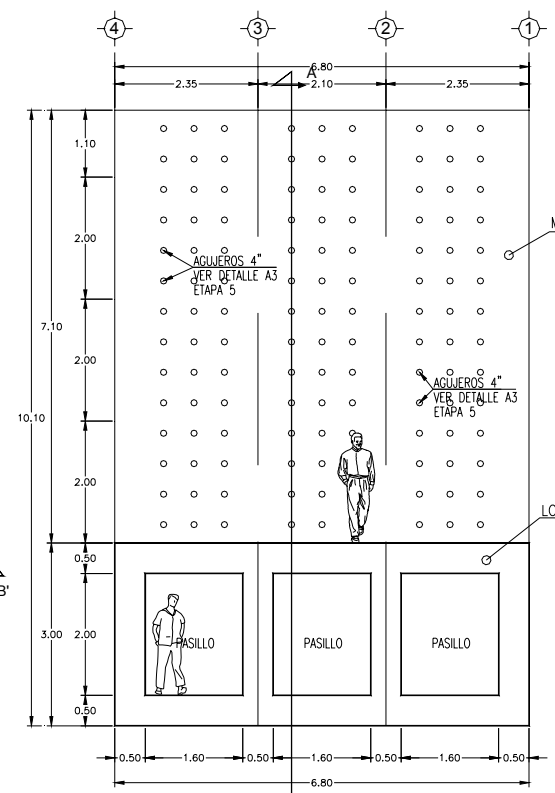 4
3
2
1
6.80
A
2.35
2.10
2.35
1.10
2.00
7.10
2.00
10.10
2.00
AGUJEROS 4"
VER DETALLE A3
ETAPA 5
M
AGUJEROS 4"
VER DETALLE A3
ETAPA 5
LO
0.50
B'
3.00
2.00
0.50
PASILLO
PASILLO
PASILLO
0.50
1.60
0.50
1.60
0.50
1.60
0.50
6.80